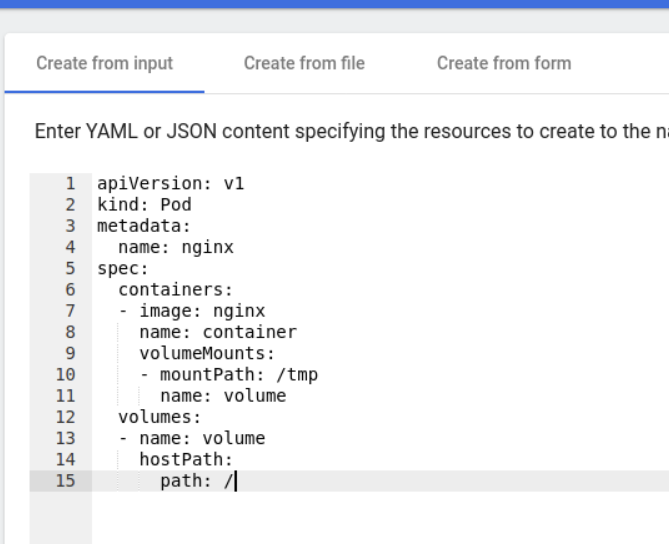 Create from input Create from file Create from form
Enter YAML or JSON content specifying the resources to create to the
1 apiVersion: v1
2 kind: Pod
3 metadata:
4   name: nginx
5 spec:
6   containers:
7   - image: nginx
8     name: container
9     volumeMounts:
10     - mountPath: /tmp
11       name: volume
12   volumes:
13   - name: volume
14     hostPath:
15       path: /